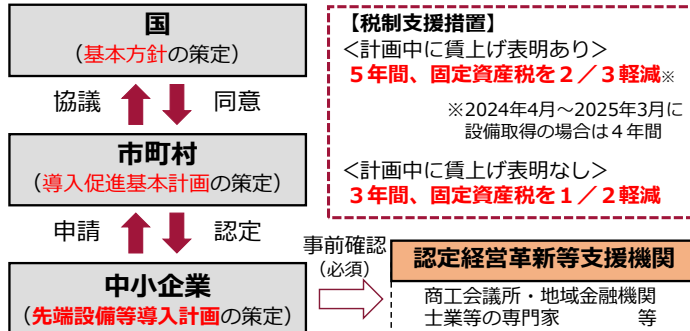 国
（基本方針の策定）
協議
同意
市町村
（導入促進基本計画の策定）
申請
認定
中小企業
（先端設備等導入計画の策定）
【税制支援措置】
＜計画中に賃上げ表明あり＞
５年間、固定資産税を２／３軽減※
※2024年4月～2025年3月に
設備取得の場合は４年間
＜計画中に賃上げ表明なし＞
３年間、固定資産税を１／２軽減
事前確認
（必須）
認定経営革新等支援機関
商工会議所・地域金融機関
士業等の専門家　等